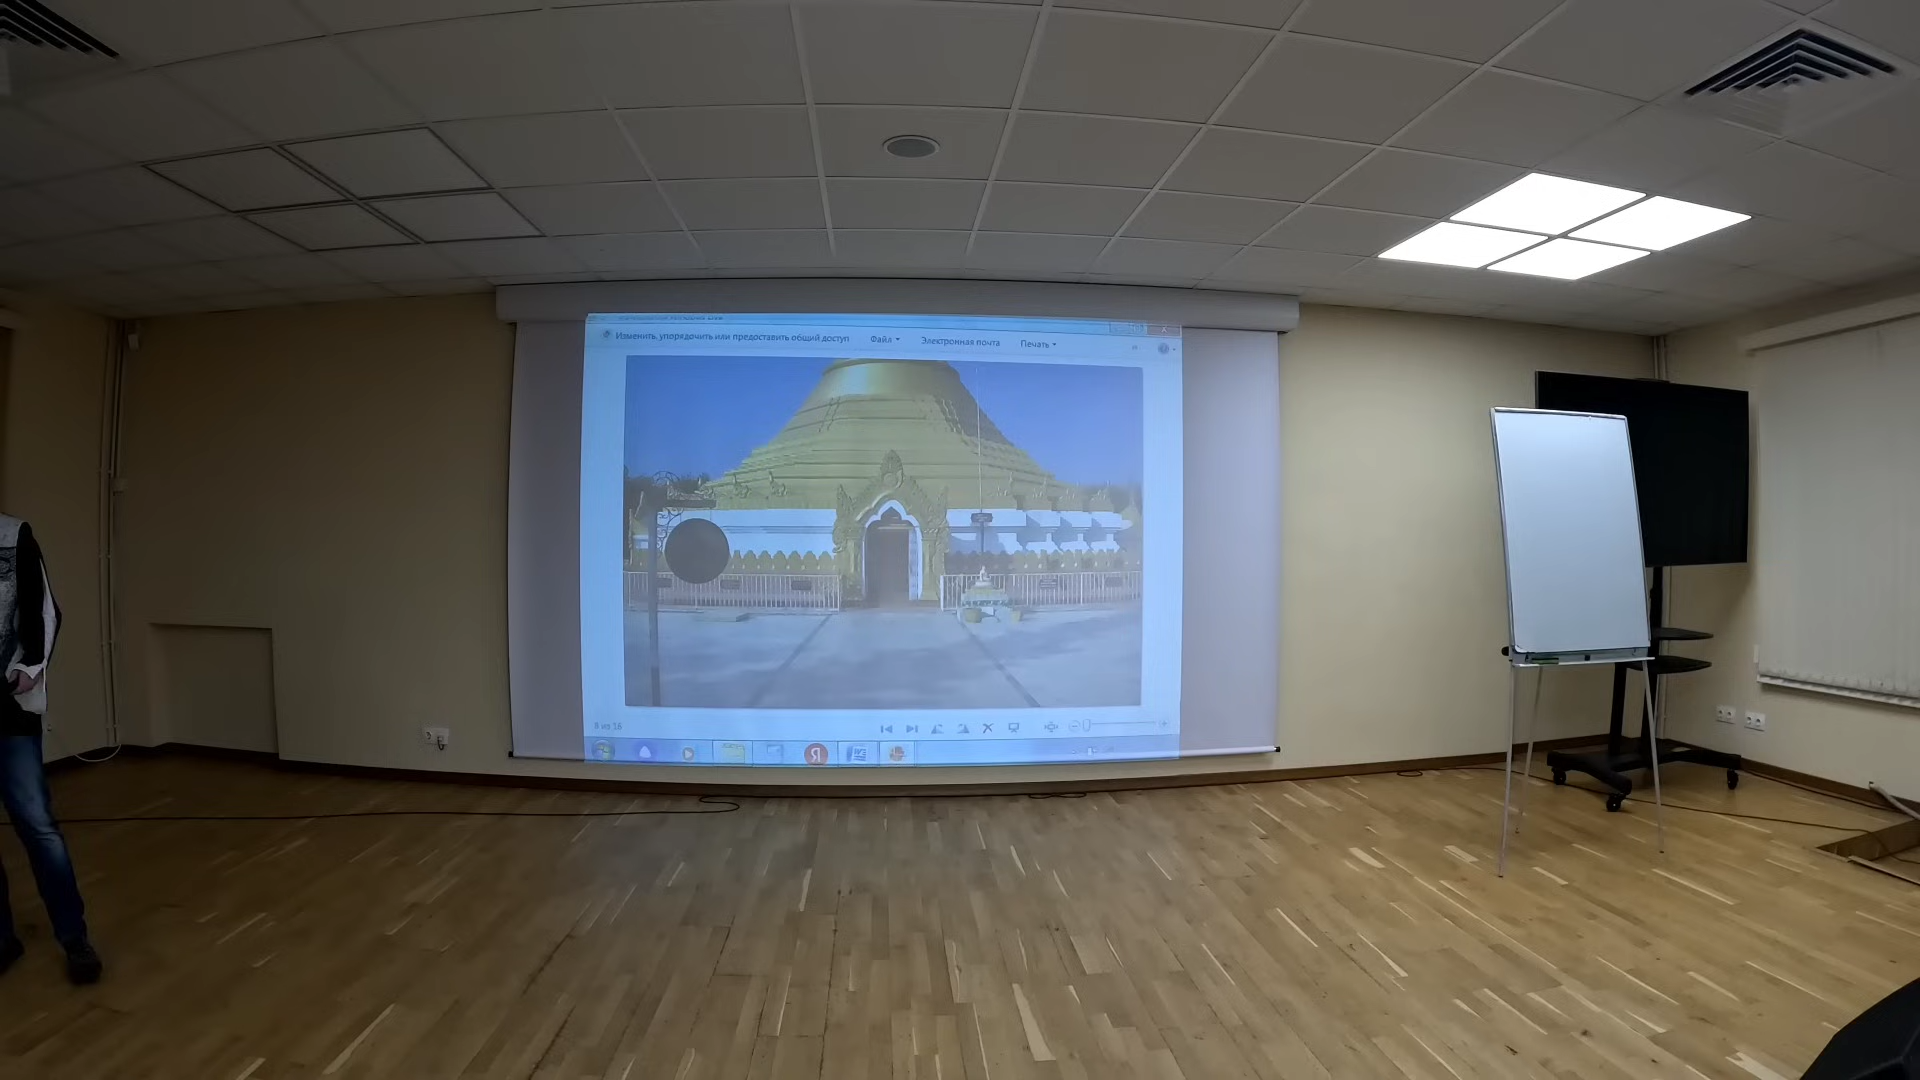 Изменить, упорядочить или предоставить общий доступ Файл Электронная почта Печать
8 из 16
Я
W